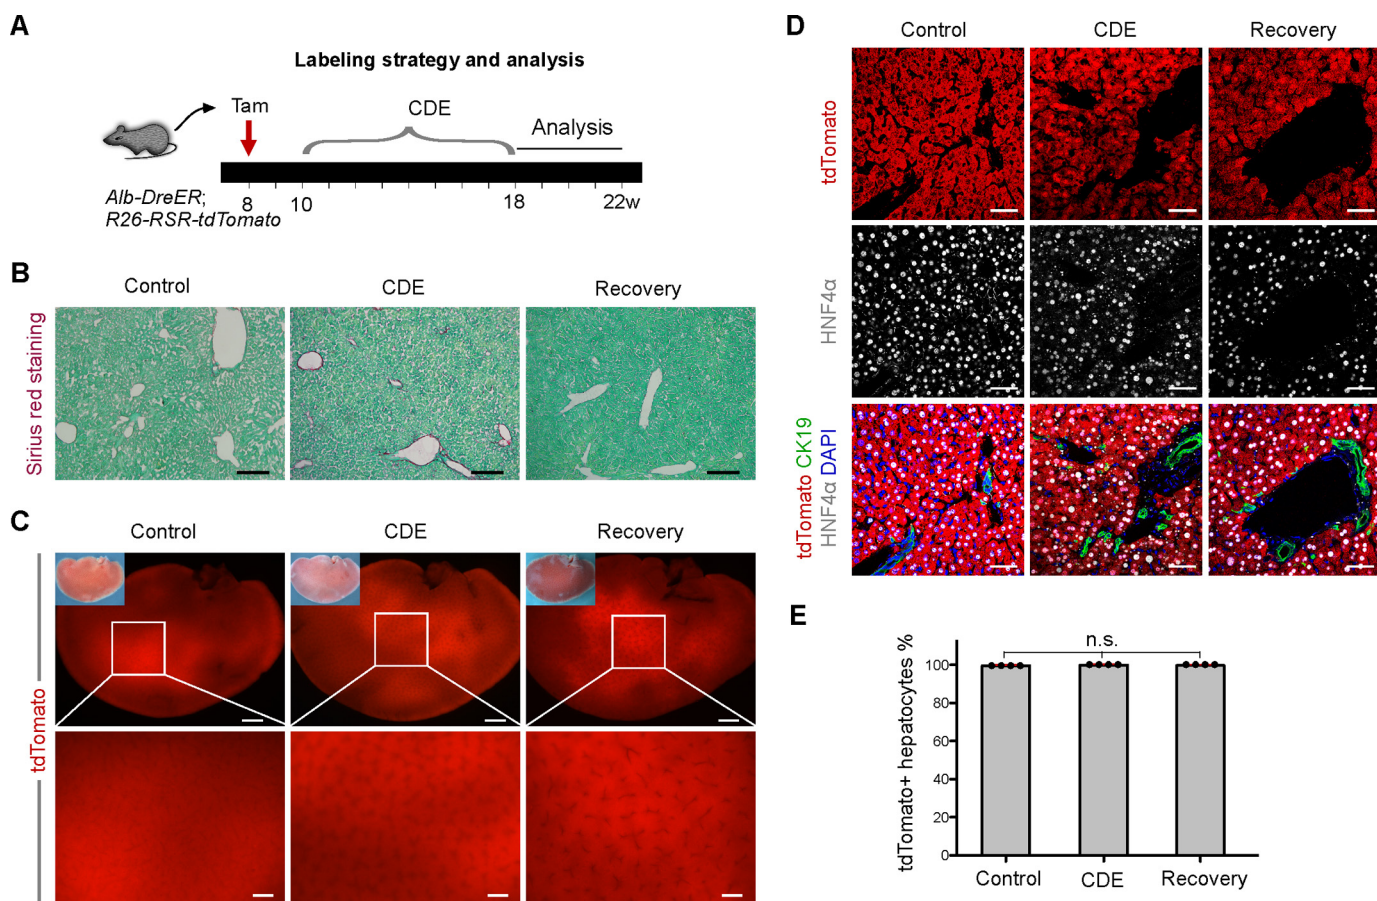 A
Labeling strategy and analysis
Tam
CDE
Analysis
Alb-DreER;
R26-RSR-tdTomato
8
10
18
22w
B
Control
CDE
Recovery
Sirius red staining
C
Control
CDE
Recovery
tdTomato
D
Control
CDE
Recovery
tdTomato
HNF4α
tdTomato CK19
HNF4α DAPI
E
n.s.
tdTomato+ hepatocytes %
100
80
60
40
20
0
Control
CDE
Recovery